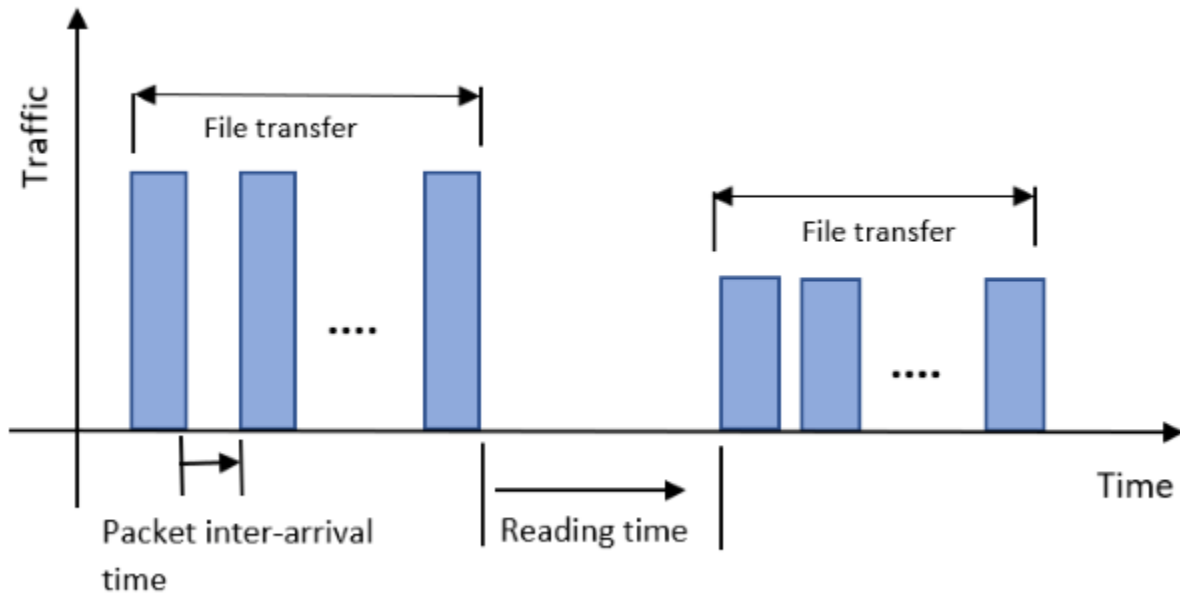 Traffic
File transfer
File transfer
....
....
Time
Packet inter-arrival
time
Reading time